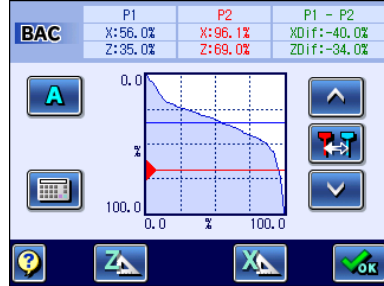 P1 P2 P1 - P2
BAC X:56.0% X:96.1% XDif:-40.0%
Z:35.0% Z:69.0% ZDif:-34.0%
0.0
A
%
100.0
0.0 % 100.0
? Z X OK